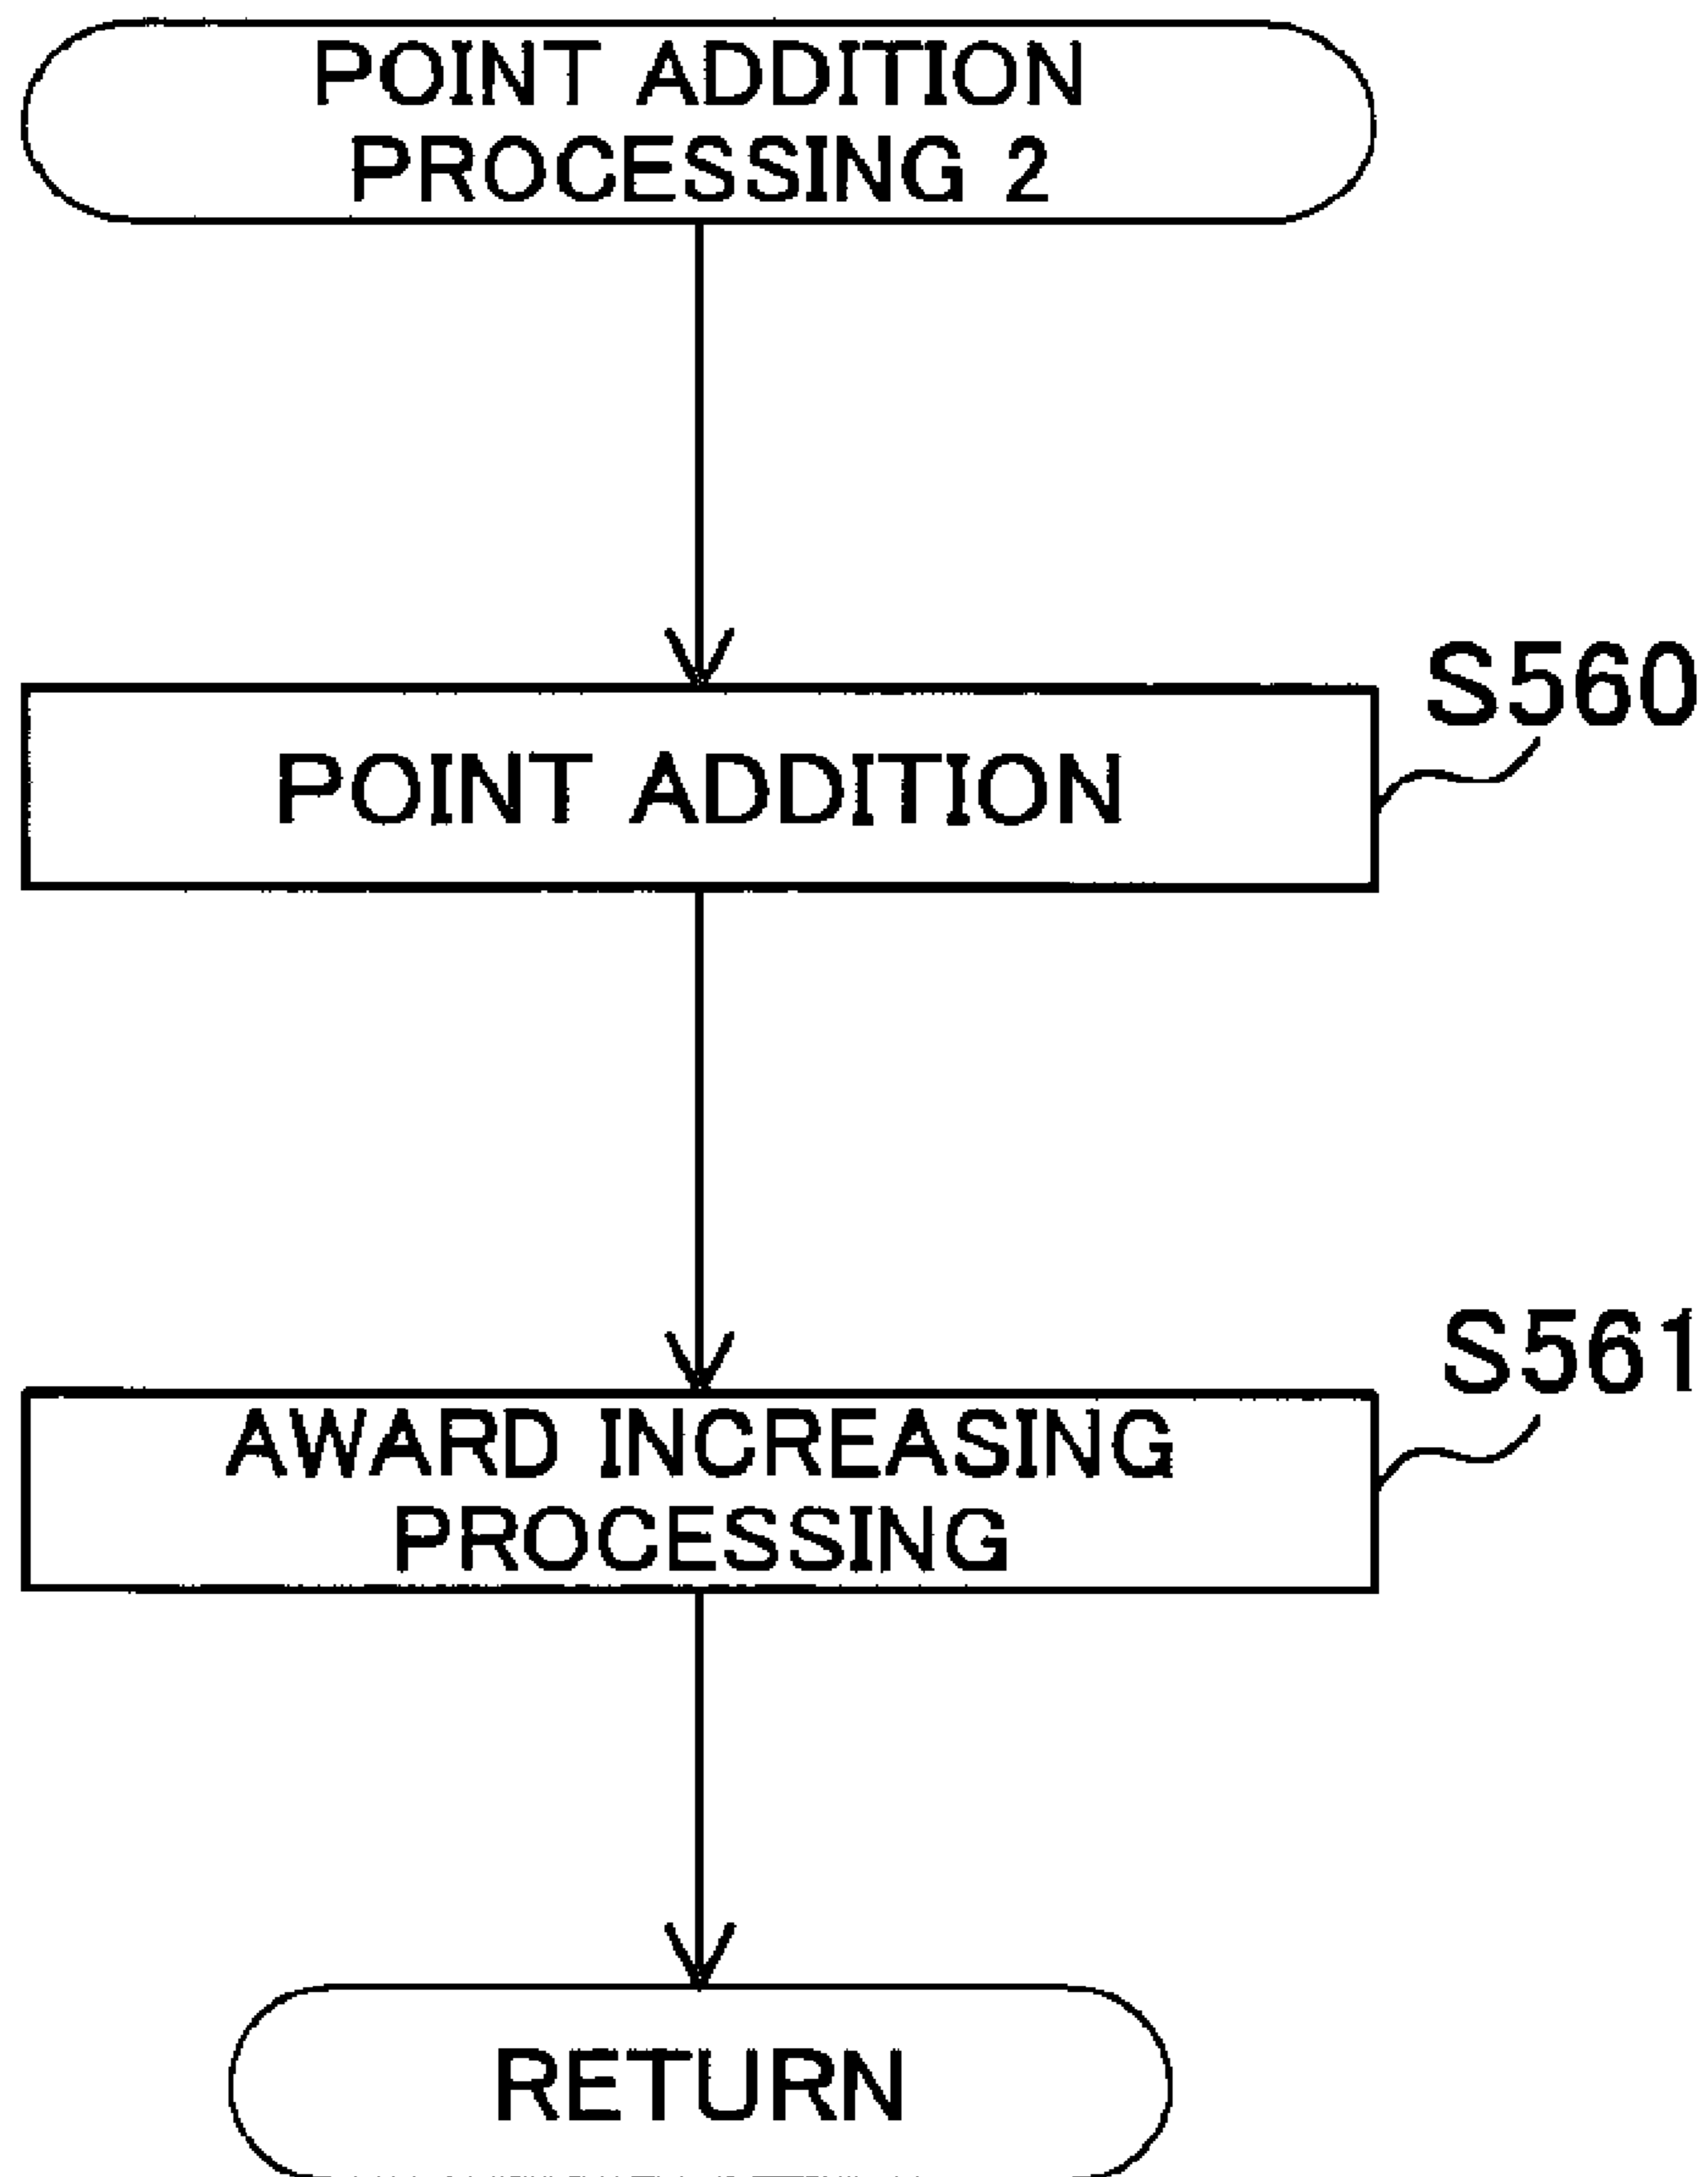 POINT ADDITION
PROCESSING 2
S560
POINT ADDITION
S561
AWARD INCREASING
PROCESSING
RETURN